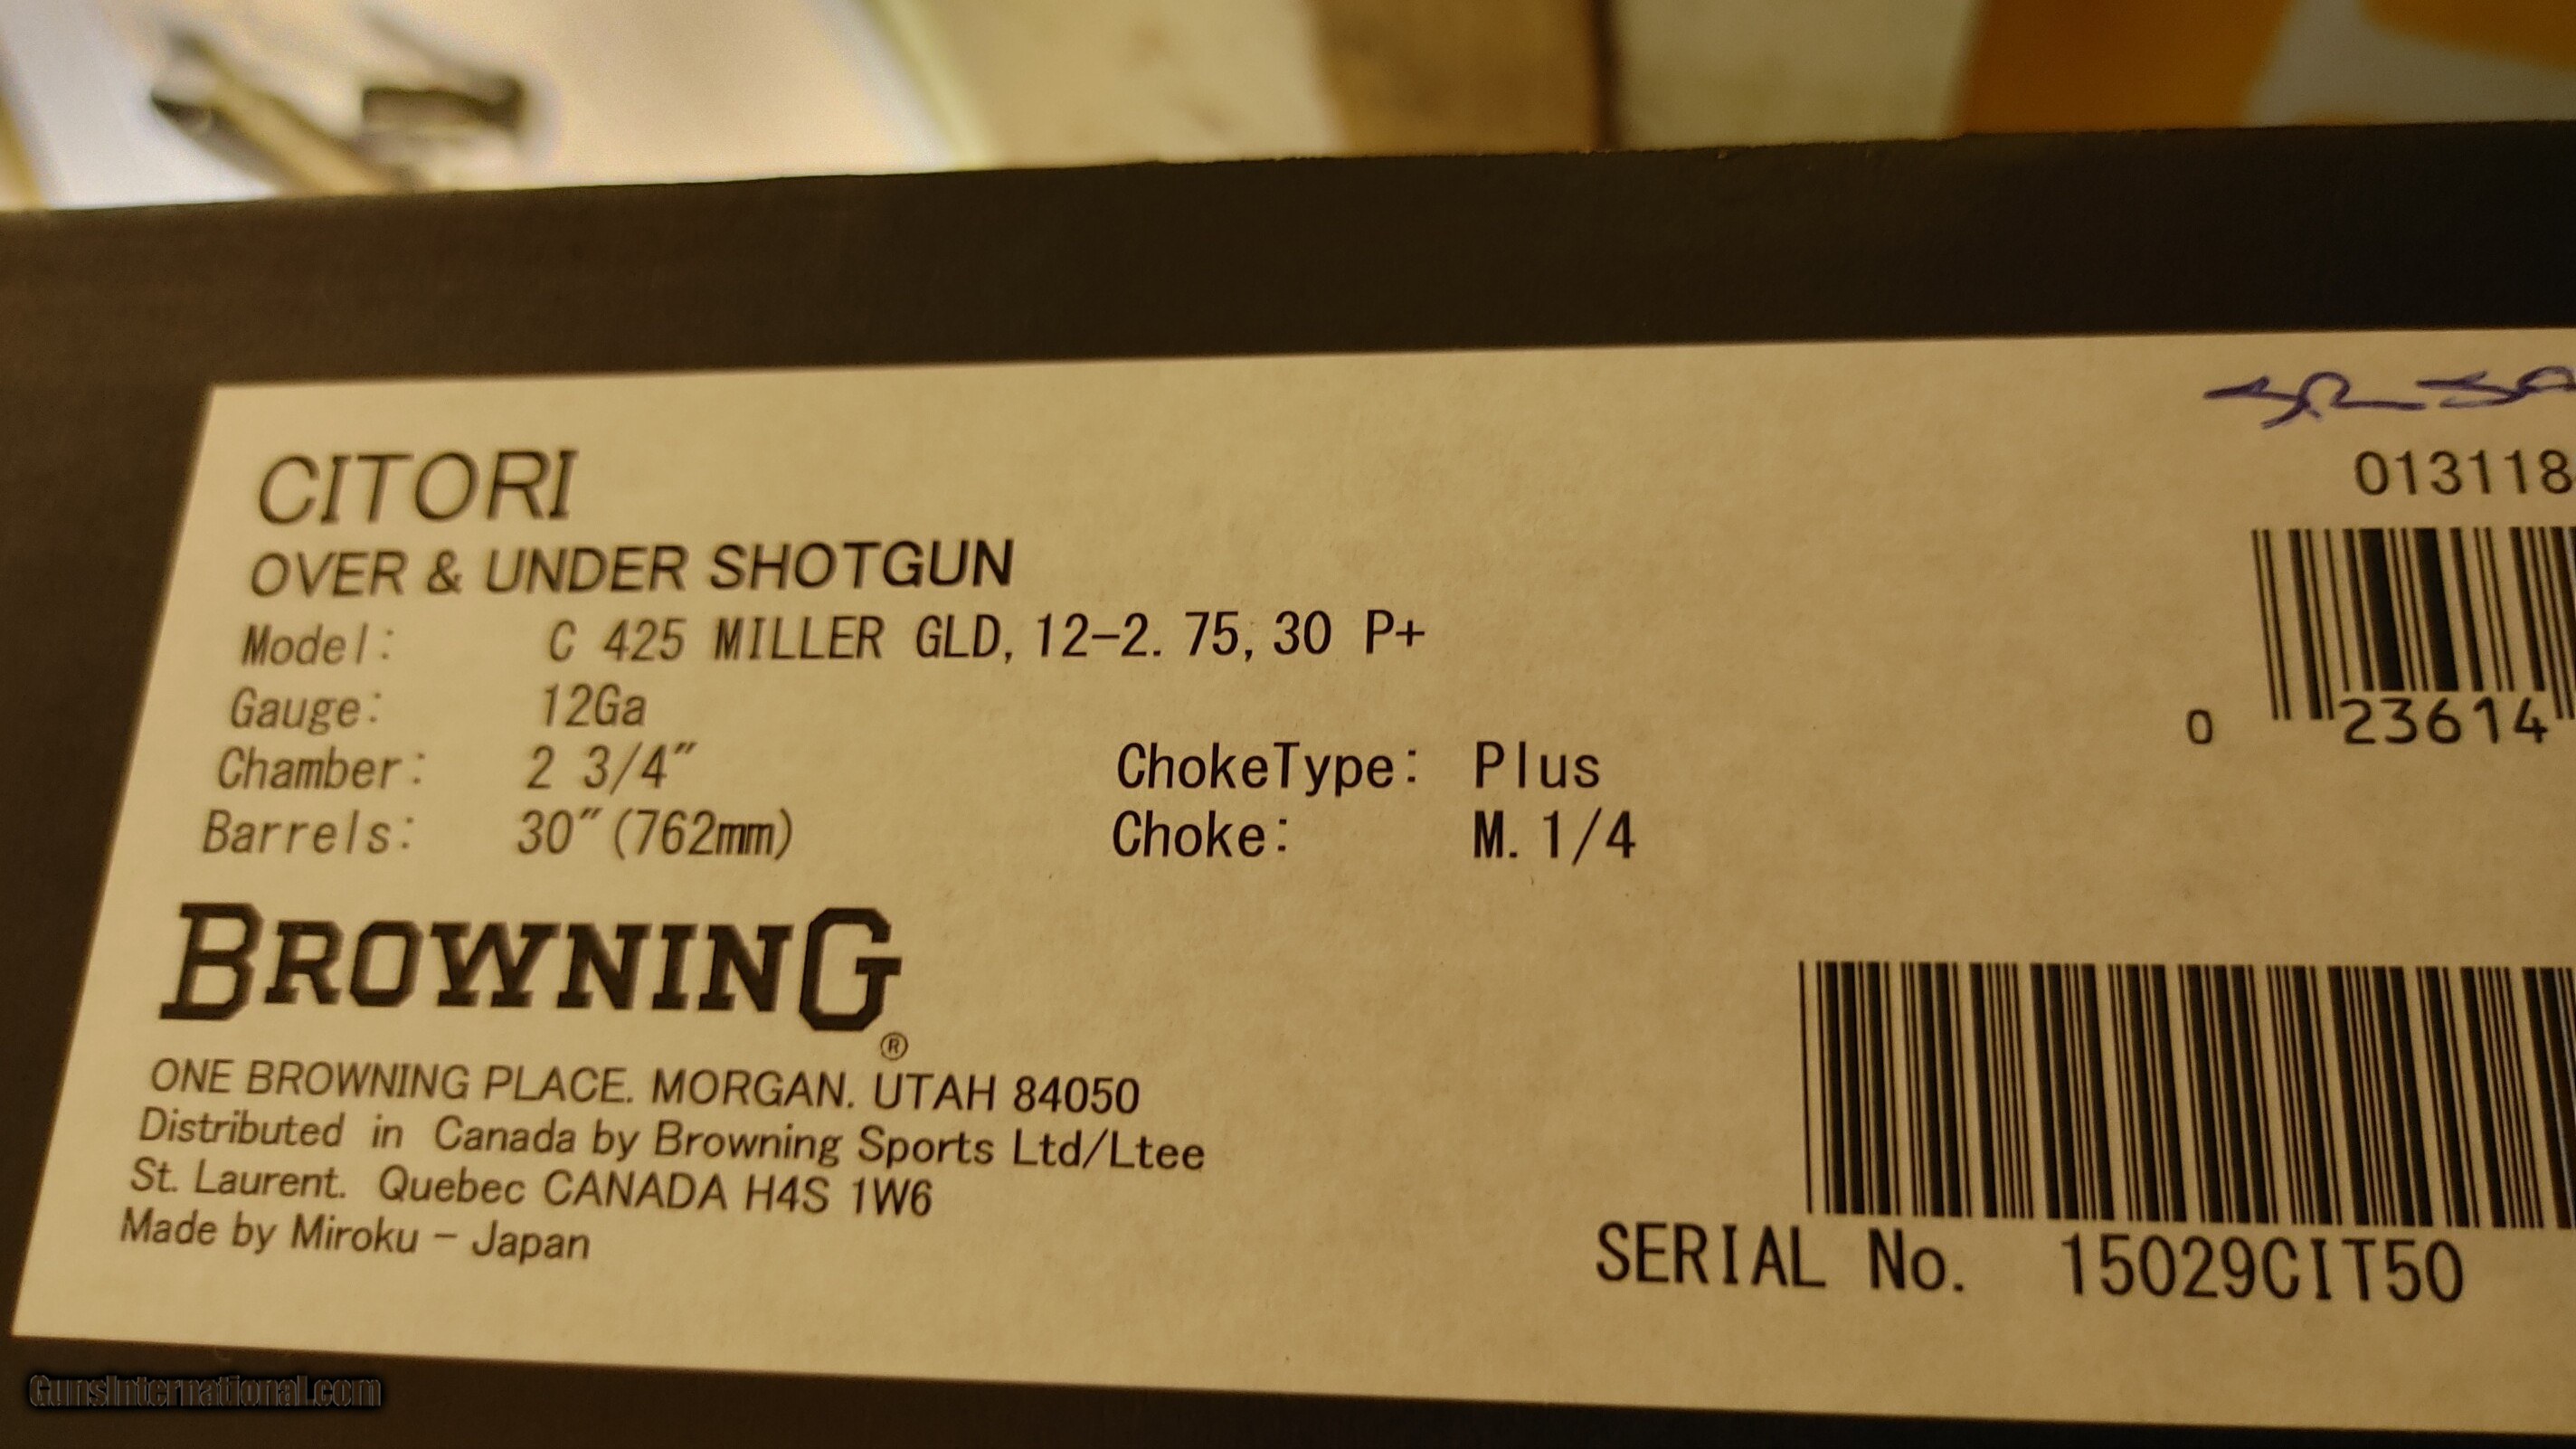 CITORI
OVER & UNDER SHOTGUN
Model: C 425 MILLER GLD, 12-2. 75, 30 P+
Gauge: 12Ga
Chamber: 2 3/4"
Barrels: 30"(762mm)
ChokeType: Plus
Choke: M. 1/4
BROWNING®
ONE BROWNING PLACE. MORGAN. UTAH 84050
Distributed in Canada by Browning Sports Ltd/Ltee
St. Laurent. Quebec CANADA H4S 1W6
Made by Miroku - Japan
013118
0 23614
SERIAL No. 15029CIT50
GunsInternational.com